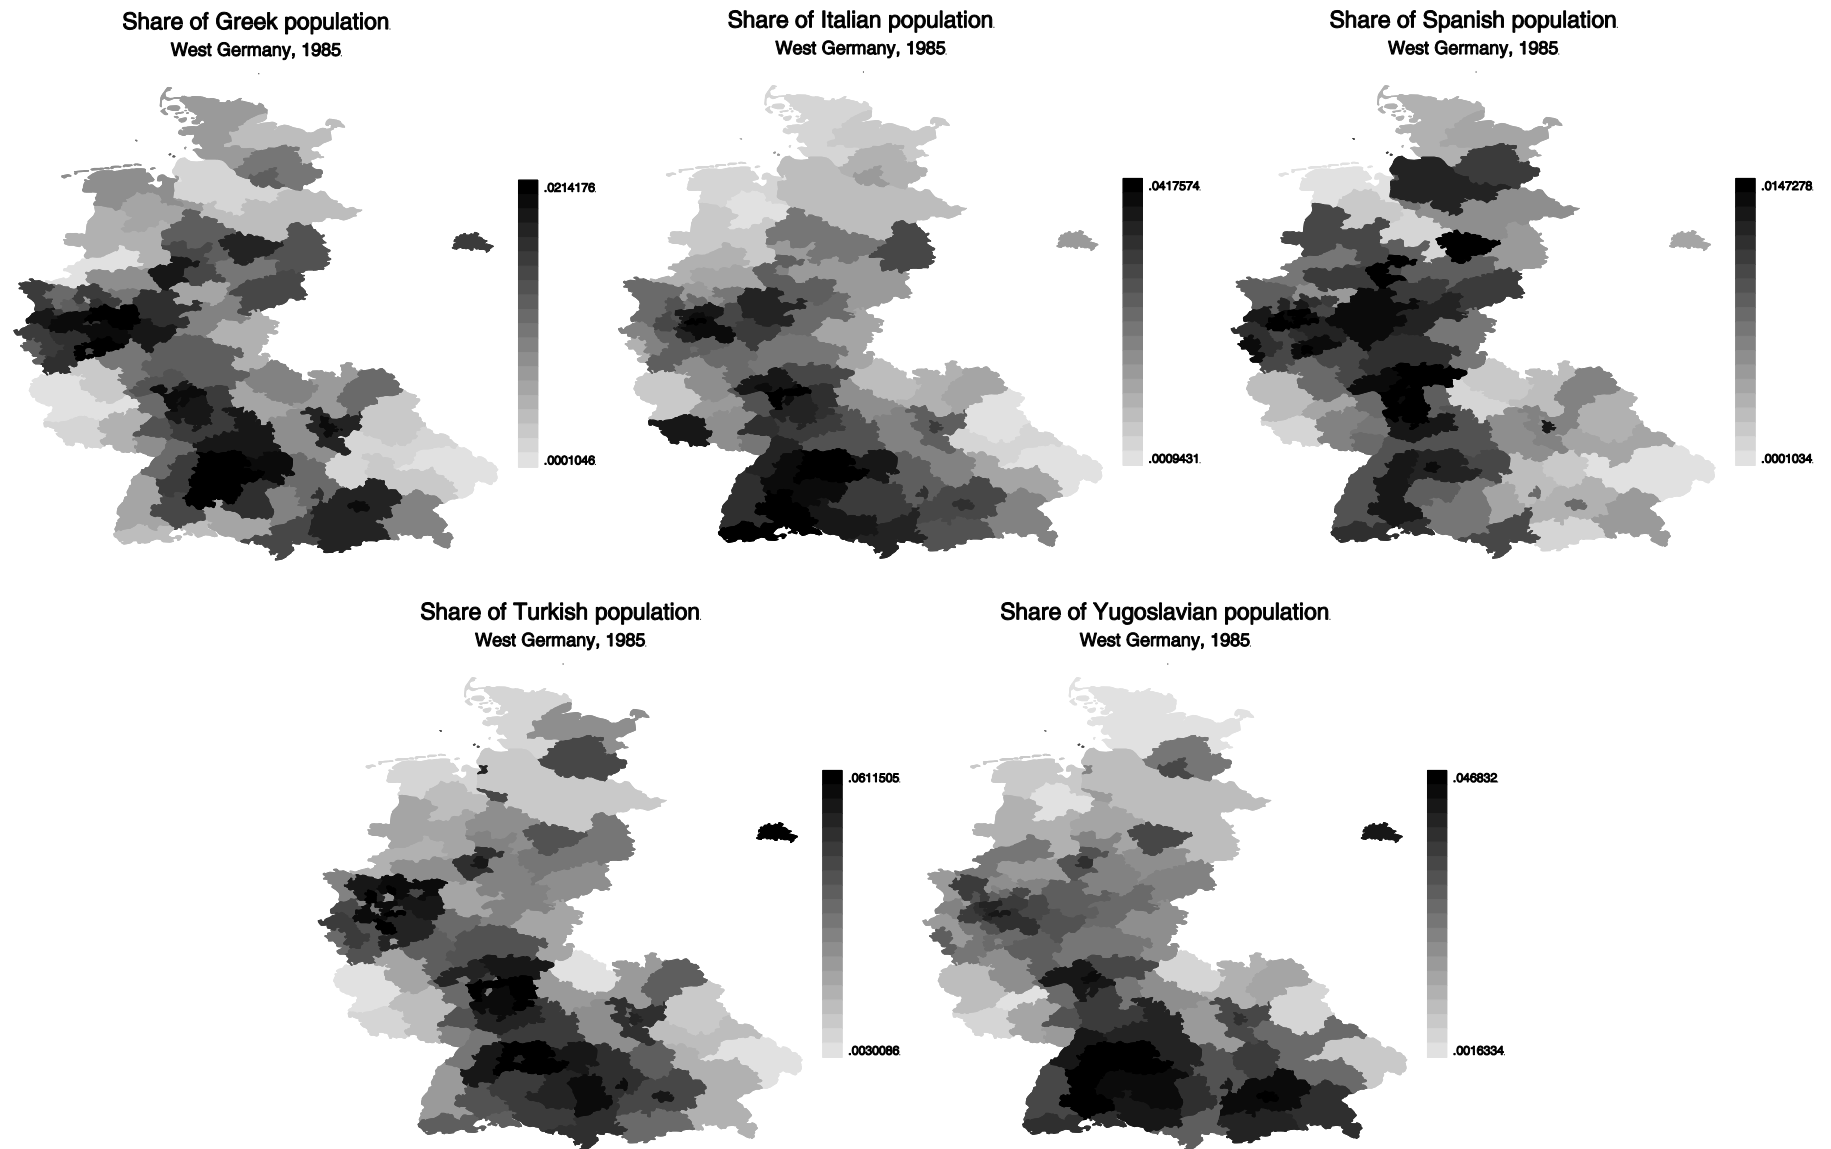 Share of Greek population
West Germany, 1985
.0214176
.0001046
Share of Italian population
West Germany, 1985
.0417574
.0009431
Share of Spanish population
West Germany, 1985
.0147278
.0001034
Share of Turkish population
West Germany, 1985
.0611505
.0030086
Share of Yugoslavian population
West Germany, 1985
.046832
.0016334